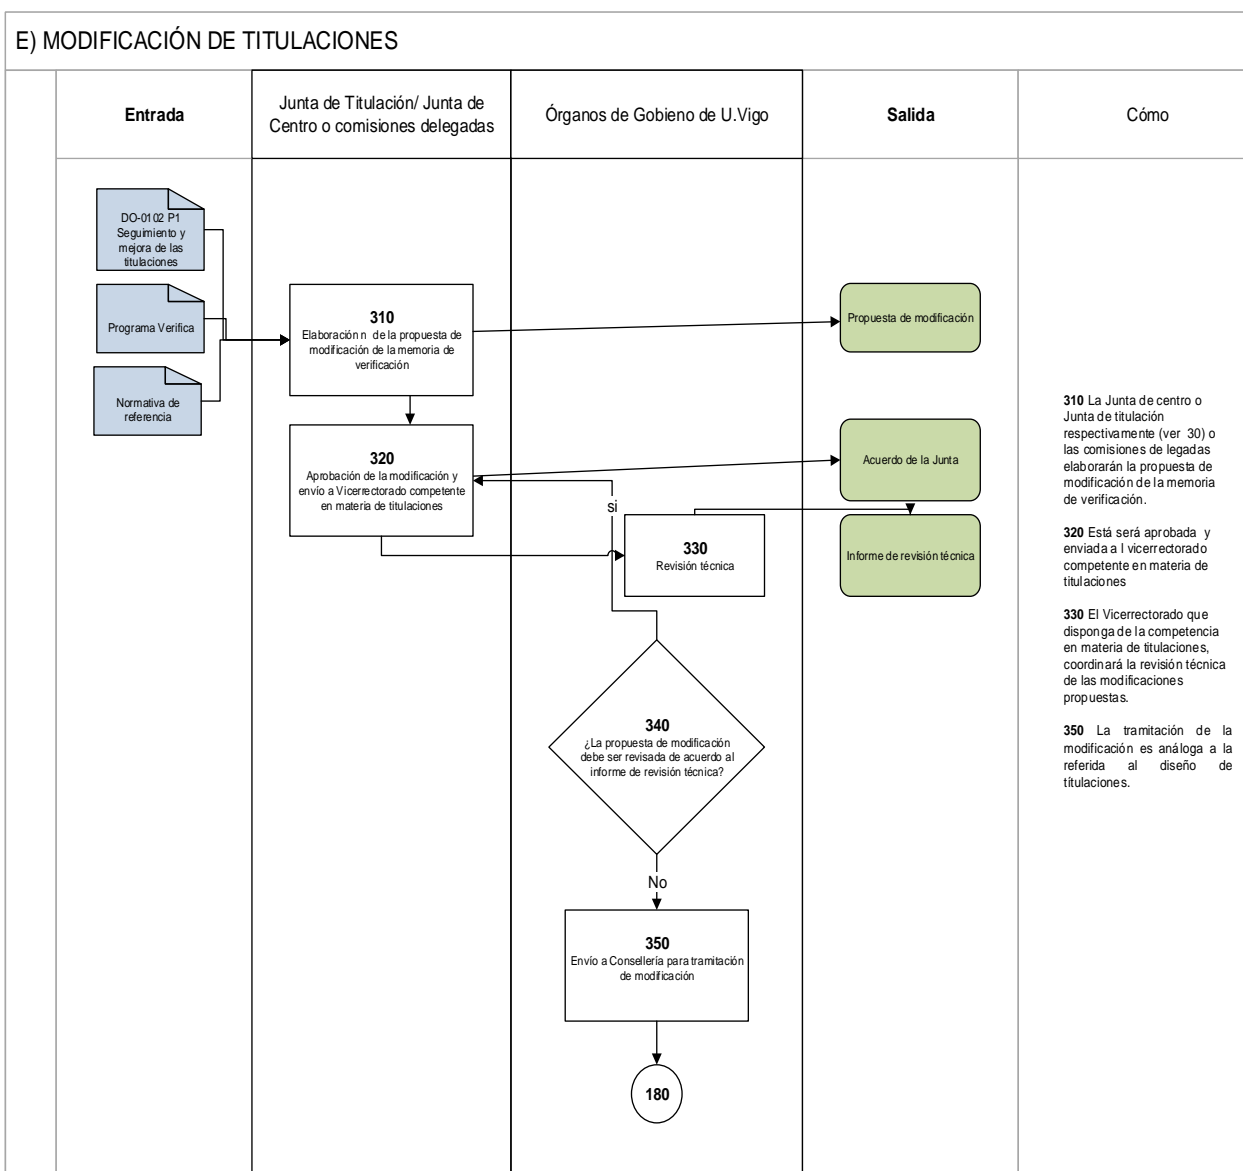 E) MODIFICACIÓN DE TITULACIONES
Entrada
Junta de Titulación/ Junta de
Centro o comisiones delegadas
Órganos de Gobieno de U.Vigo
Salida
Cómo
DO-0102 P1
Seguimiento y
mejora de las
titulaciones
Programa Verifica
Normativa de
referencia
310
Elaboración n de la propuesta de
modificación de la memoria de
verificación
320
Aprobación de la modificación y
envío a Vicerrectorado competente
en materia de titulaciones
si
330
Revisión técnica
340
¿La propuesta de modificación
debe ser revisada de acuerdo al
informe de revisión técnica?
No
350
Envío a Consellería para tramitación
de modificación
180
Propuesta de modificación
Acuerdo de la Junta
Informe de revisión técnica
310 La Junta de centro o
Junta de titulación
respectivamente (ver 30) o
las comisiones de legadas
elaborarán la propuesta de
modificación de la memoria
de verificación.
320 Está será aprobada y
enviada a l vicerrectorado
competente en materia de
titulaciones
330 El Vicerrectorado que
disponga de la competencia
en materia de titulaciones,
coordinará la revisión técnica
de las modificaciones
propuestas.
350 La tramitación de la
modificación es análoga a la
referida al diseño de
títulaciones.